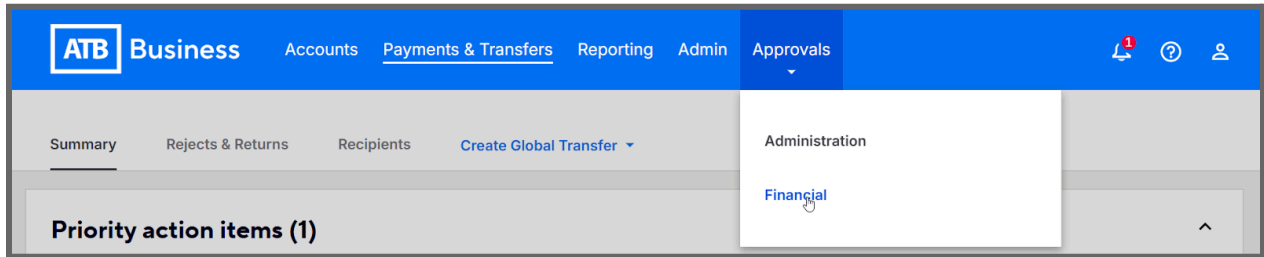 ATB Business Accounts Payments & Transfers Reporting Admin Approvals 1
Summary Rejects & Returns Recipients Create Global Transfer
Administration
Financial
Priority action items (1)